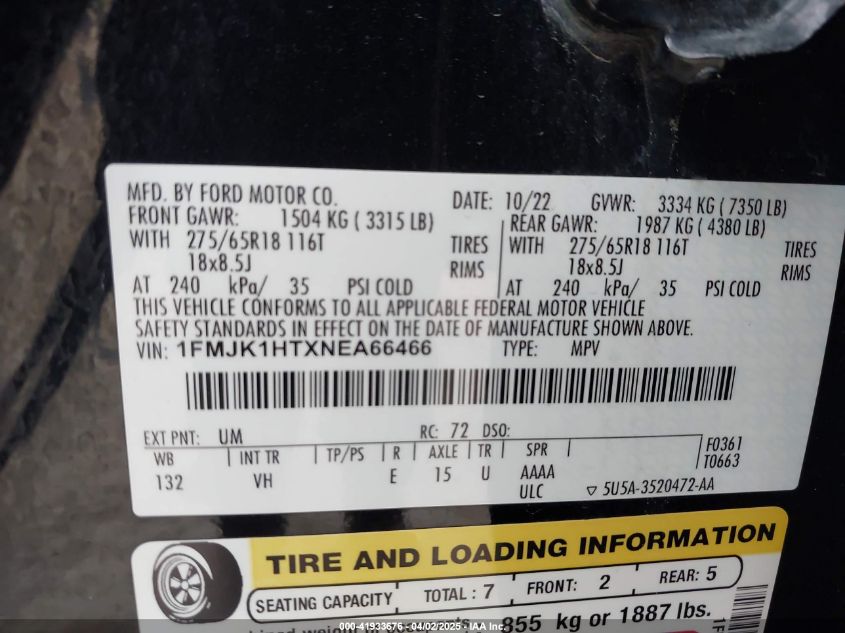 MFD. BY FORD MOTOR CO. DATE: 10/22 GVWR: 3334 KG ( 7350 LB)
FRONT GAWR: 1504 KG ( 3315 LB) REAR GAWR: 1987 KG ( 4380 LB)
WITH 275/65R18 116T TIRES WITH 275/65R18 116T TIRES
18x8.5J RIMS 18x8.5J RIMS
AT 240 kPa/ 35 PSI COLD AT 240 kPa/ 35 PSI COLD
THIS VEHICLE CONFORMS TO ALL APPLICABLE FEDERAL MOTOR VEHICLE
SAFETY STANDARDS IN EFFECT ON THE DATE OF MANUFACTURE SHOWN ABOVE.
VIN: 1FMJK1HTXNEA66466 TYPE: MPV
EXT PNT: UM RC: 72 DSO: F0361
WB INT TR TP/PS R AXLE TR SPR T0663
132 VH E 15 U AAAA
ULC 5U5A-3520472-AA
TIRE AND LOADING INFORMATION
SEATING CAPACITY TOTAL : 7 FRONT: 2 REAR: 5
855 kg or 1887 lbs.
000-41933676 - 04/02/2025 - IAA Inc.